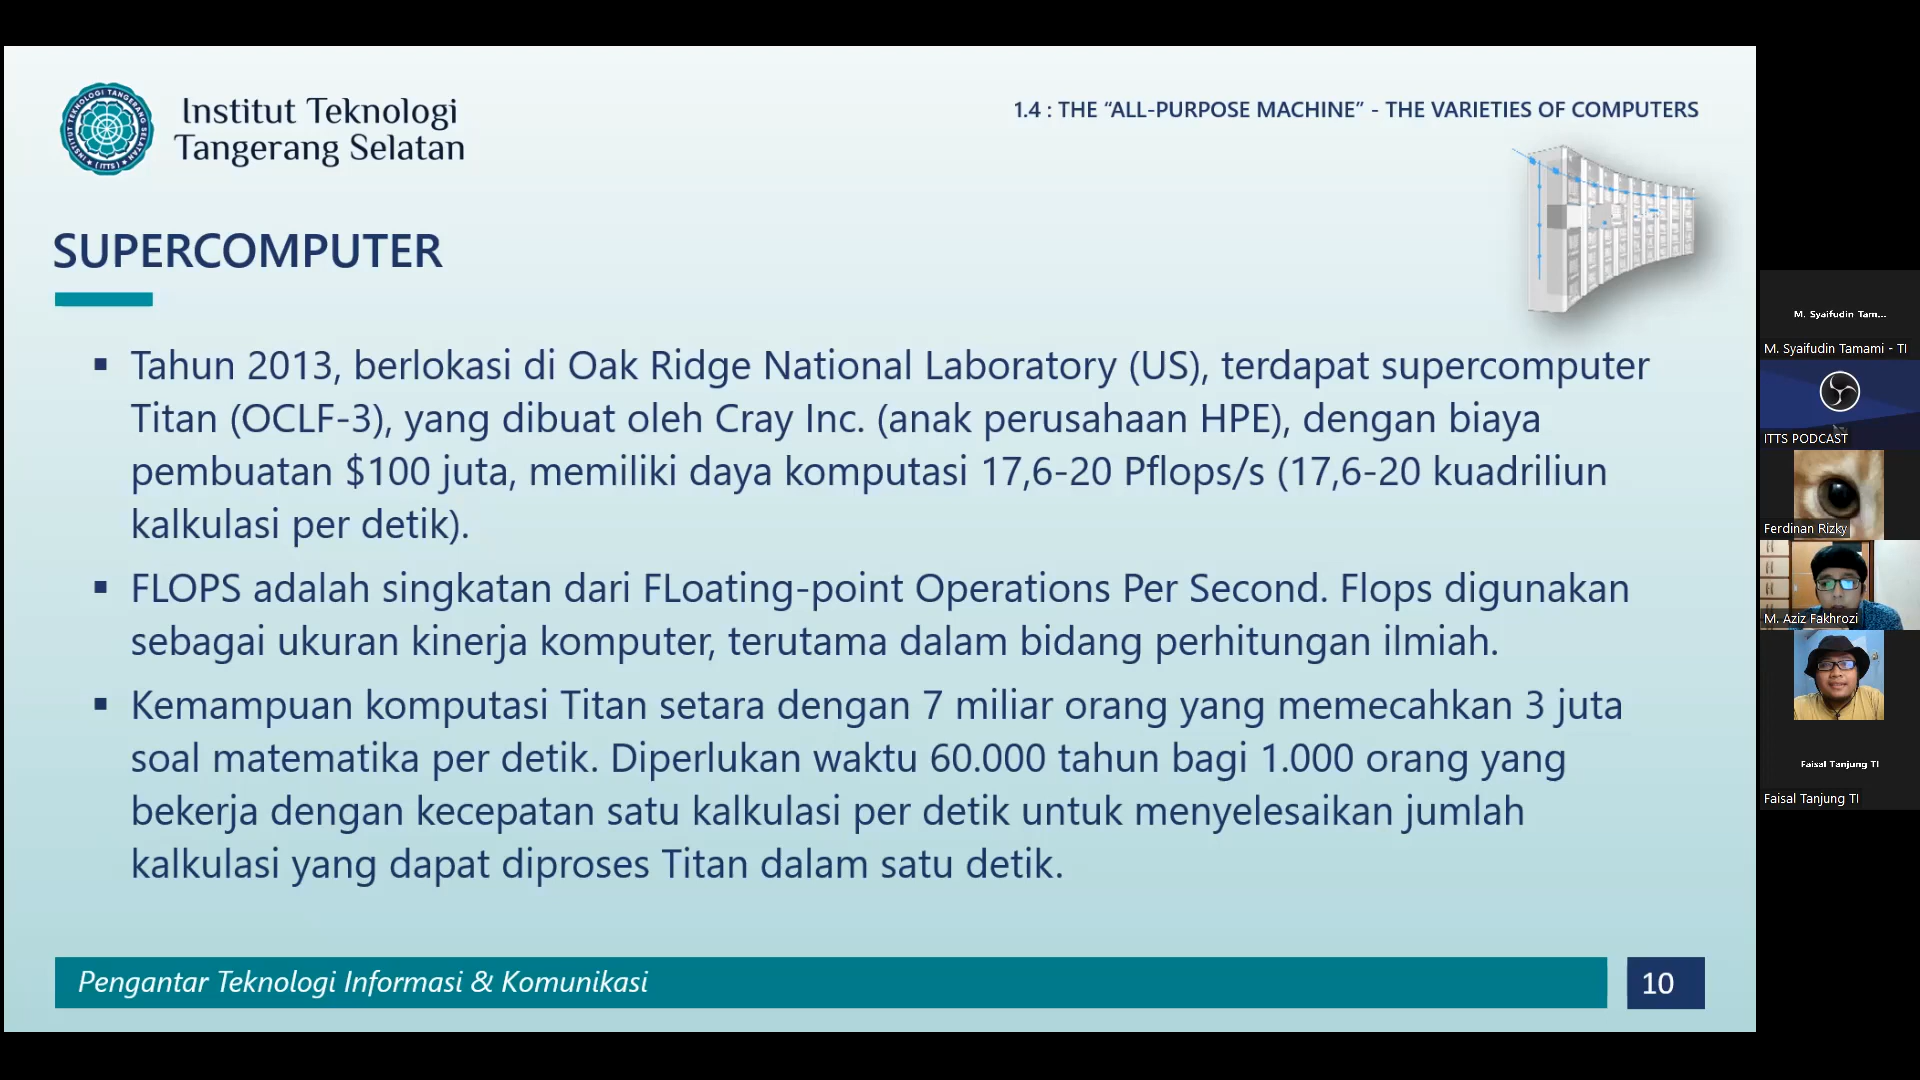 Institut Teknologi
Tangerang Selatan
INSTITUT TEKNOLOGI TANGERANG SELATAN
(ITTS)
1.4 : THE “ALL-PURPOSE MACHINE” - THE VARIETIES OF COMPUTERS
SUPERCOMPUTER
▪ Tahun 2013, berlokasi di Oak Ridge National Laboratory (US), terdapat supercomputer
Titan (OCLF-3), yang dibuat oleh Cray Inc. (anak perusahaan HPE), dengan biaya
pembuatan $100 juta, memiliki daya komputasi 17,6-20 Pflops/s (17,6-20 kuadriliun
kalkulasi per detik).
▪ FLOPS adalah singkatan dari FLoating-point Operations Per Second. Flops digunakan
sebagai ukuran kinerja komputer, terutama dalam bidang perhitungan ilmiah.
▪ Kemampuan komputasi Titan setara dengan 7 miliar orang yang memecahkan 3 juta
soal matematika per detik. Diperlukan waktu 60.000 tahun bagi 1.000 orang yang
bekerja dengan kecepatan satu kalkulasi per detik untuk menyelesaikan jumlah
kalkulasi yang dapat diproses Titan dalam satu detik.
Pengantar Teknologi Informasi & Komunikasi
10
M. Syaifudin Tam...
M. Syaifudin Tamami - TI
ITTS PODCAST
Ferdinan Rizky
M. Aziz Fakhrozi
Faisal Tanjung TI
Faisal Tanjung TI